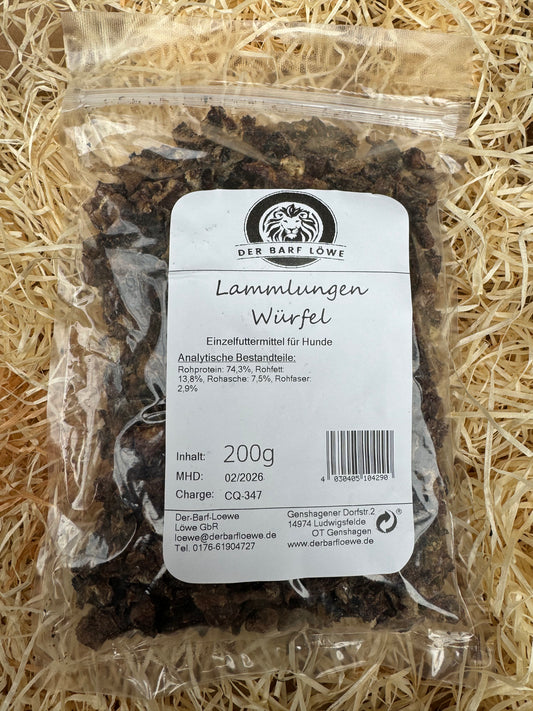 DER BARF LÖWE
Lammlungen
Würfel
Einzelfuttermittel für Hunde
Analytische Bestandteile:
Rohprotein: 74,3%, Rohfett:
13,8%, Rohasche: 7,5%, Rohfaser:
2,9%
Inhalt: 200g
MHD: 02/2026
Charge: CQ-347
4 030405 104290
Der-Barf-Loewe
Löwe GbR
loewe@derbarfloewe.de
Tel. 0176-61904727
Genshagener Dorfstr.2
14974 Ludwigsfelde
OT Genshagen
www.derbarfloewe.de